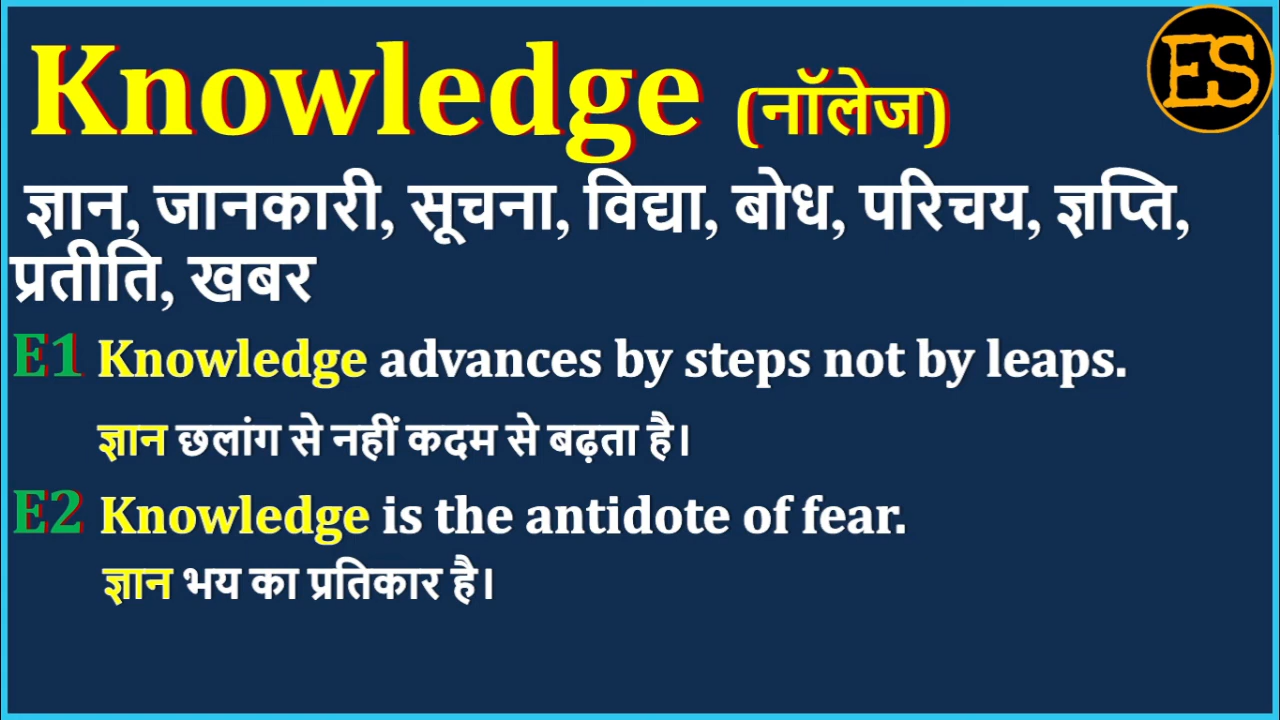 Knowledge (नॉलेज)
ES
ज्ञान, जानकारी, सूचना, विद्या, बोध, परिचय, ज्ञप्ति,
प्रतीति, खबर
E1 Knowledge advances by steps not by leaps.
ज्ञान छलांग से नहीं कदम से बढ़ता है।
E2 Knowledge is the antidote of fear.
ज्ञान भय का प्रतिकार है।